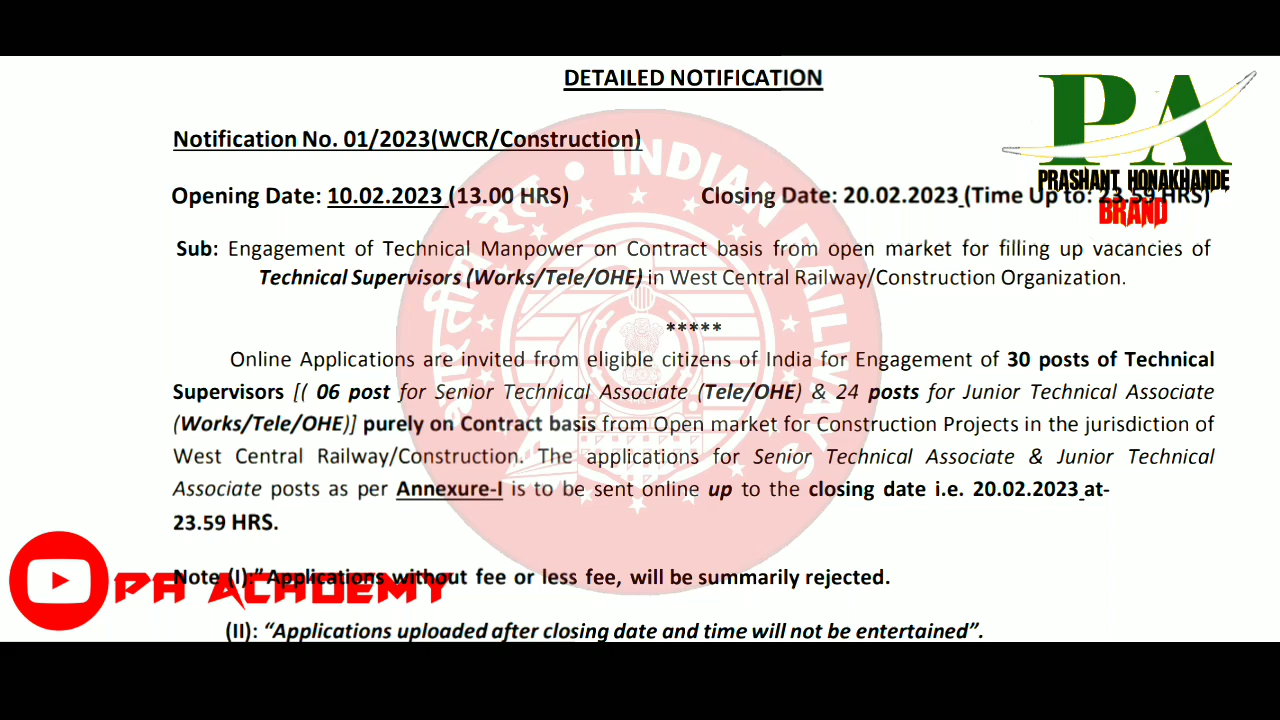 DETAILED NOTIFICATION
PA
Notification No. 01/2023(WCR/Construction)
PRASHANT HONAKHANDE
BRAND
Opening Date: 10.02.2023 (13.00 HRS) Closing Date: 20.02.2023 (Time Up to: 23.59 HRS)
Sub: Engagement of Technical Manpower on Contract basis from open market for filling up vacancies of
Technical Supervisors (Works/Tele/OHE) in West Central Railway/Construction Organization.
*****
Online Applications are invited from eligible citizens of India for Engagement of 30 posts of Technical
Supervisors [( 06 post for Senior Technical Associate (Tele/OHE) & 24 posts for Junior Technical Associate
(Works/Tele/OHE)] purely on Contract basis from Open market for Construction Projects in the jurisdiction of
West Central Railway/Construction. The applications for Senior Technical Associate & Junior Technical
Associate posts as per Annexure-I is to be sent online up to the closing date i.e. 20.02.2023 at-
23.59 HRS.
Note (I):"Applications without fee or less fee, will be summarily rejected.
(II): “Applications uploaded after closing date and time will not be entertained”.
PA ACADEMY
भारतीय रेल
INDIAN RAILWAYS